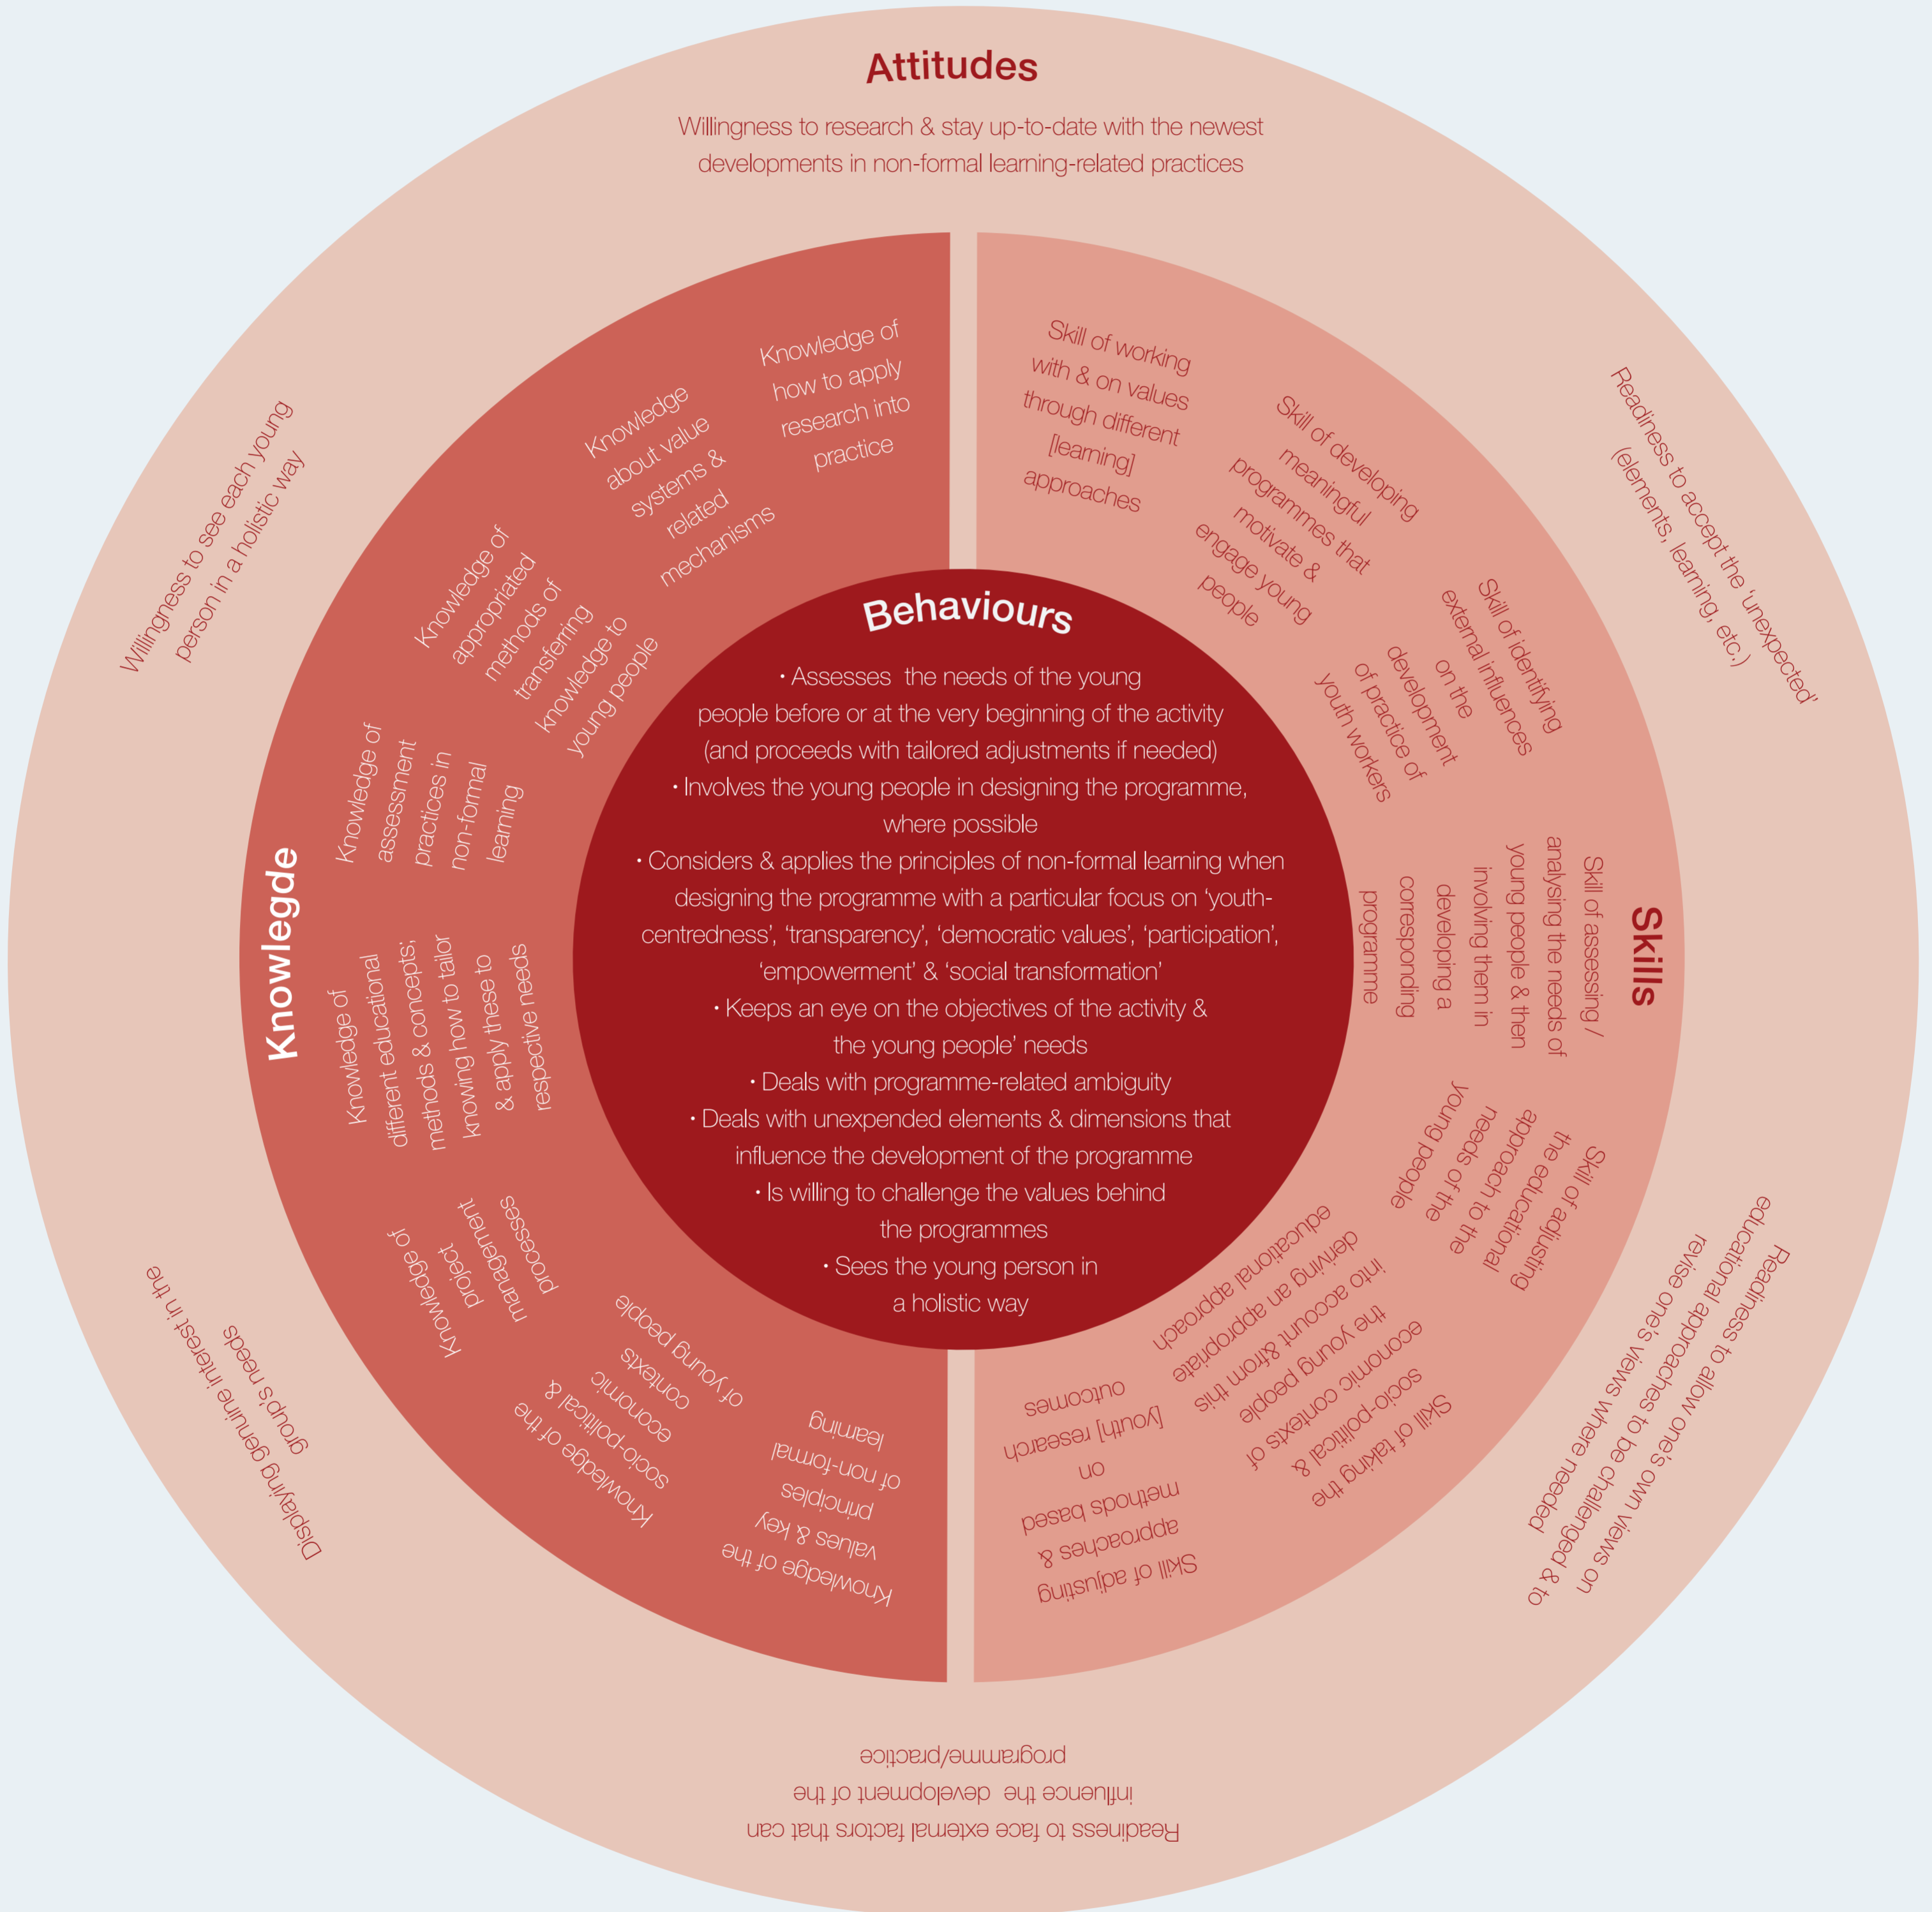 Attitudes
Willingness to research & stay up-to-date with the newest
developments in non-formal learning-related practices
Readiness to accept the ‘unexpected’
(elements, learning, etc.)
Readiness to allow one’s own views on
educational approaches to be challenged & to
revise one’s views where needed
Readiness to face external factors that can
influence the development of the
programme/practice
Displaying genuine interest in the
group’s needs
Willingness to see each young
person in a holistic way
Knowlegde
Knowledge of
how to apply
research into
practice
Knowledge
about value
systems &
related
mechanisms
Knowledge of
appropriated
methods of
transferring
knowledge to
young people
Knowledge of
assessment
practices in
non-formal
learning
Knowledge of
different educational
methods & concepts;
knowing how to tailor
& apply these to
respective needs
Knowledge of
project
management
processes
Knowledge of the
socio-political &
economic
contexts
of young people
Knowledge of the
values & key
principles
of non-formal
learning
Skills
Skill of working
with & on values
through different
[learning]
approaches
Skill of developing
meaningful
programmes that
motivate &
engage young
people
Skill of identifying
external influences
on the
development
of practice of
youth workers
Skill of assessing /
analysing the needs of
young people & then
involving them in
developing a
corresponding
programme
Skill of adjusting
the educational
approach to the
needs of the
young people
Skill of taking the
socio-political &
economic contexts of
the young people
into account &from this
deriving an appropriate
educational approach
Skill of adjusting
approaches &
methods based
on
[youth] research
outcomes
Behaviours
• Assesses the needs of the young
people before or at the very beginning of the activity
(and proceeds with tailored adjustments if needed)
• Involves the young people in designing the programme,
where possible
• Considers & applies the principles of non-formal learning when
designing the programme with a particular focus on ‘youth-
centredness’, ‘transparency’, ‘democratic values’, ‘participation’,
‘empowerment’ & ‘social transformation’
• Keeps an eye on the objectives of the activity &
the young people’ needs
• Deals with programme-related ambiguity
• Deals with unexpended elements & dimensions that
influence the development of the programme
• Is willing to challenge the values behind
the programmes
• Sees the young person in
a holistic way